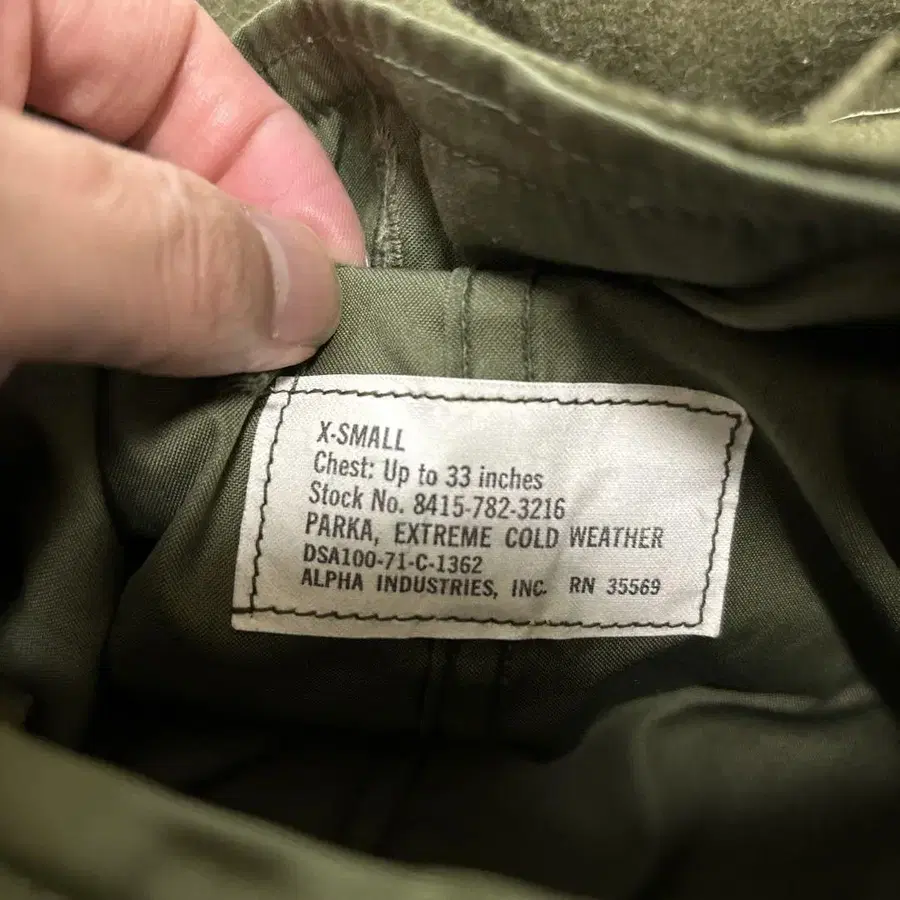 X-SMALL
Chest: Up to 33 inches
Stock No. 8415-782-3216
PARKA, EXTREME COLD WEATHER
DSA100-71-C-1362
ALPHA INDUSTRIES, INC. RN 35569